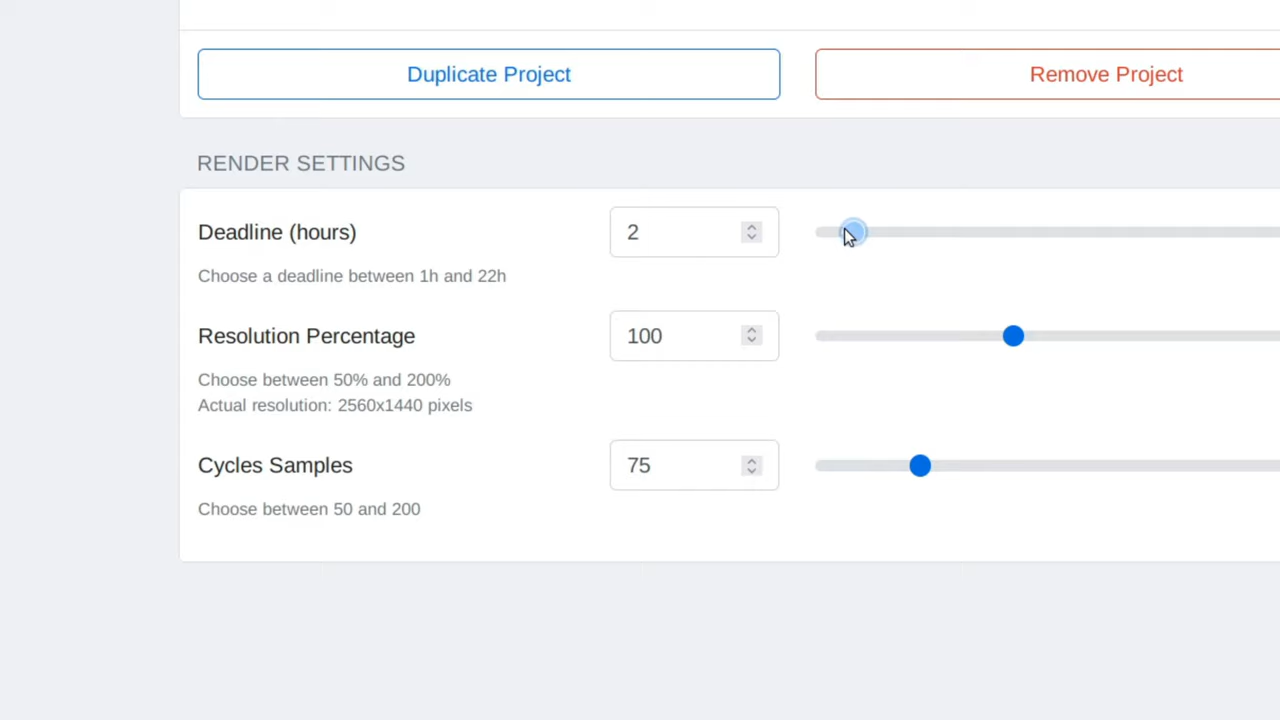 Duplicate Project
Remove Project
RENDER SETTINGS
Deadline (hours)
2
Choose a deadline between 1h and 22h
Resolution Percentage
100
Choose between 50% and 200%
Actual resolution: 2560x1440 pixels
Cycles Samples
75
Choose between 50 and 200